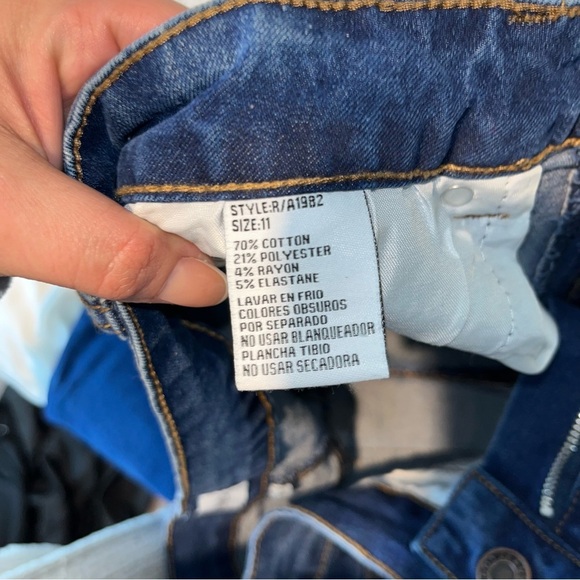 STYLE:R/A19B2
SIZE:11
70% COTTON
21% POLYESTER
4% RAYON
5% ELASTANE
LAVAR EN FRIO
COLORES OBSUROS
POR SEPARADO
NO USAR BLANQUEADOR
PLANCHA TIBIO
NO USAR SECADORA